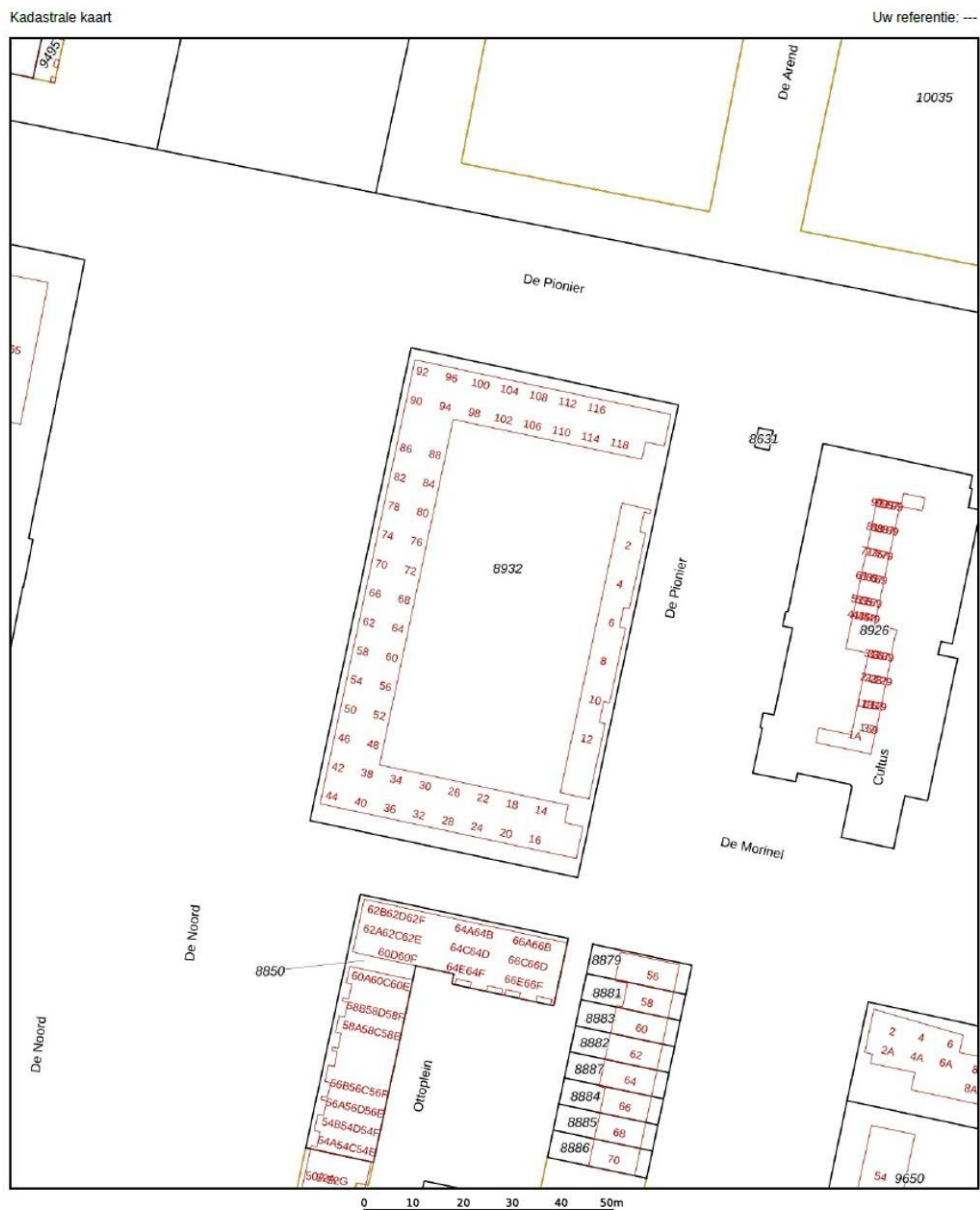 Kadastrale kaart
Uw referentie: ---
9495
De Arend
10035
De Pionier
92 96 100 104 108 112 116
90 94 98 102 106 110 114 118
8631
86 88
82 84
78 80
74 76
70 72
66 68
62 64
58 60
54 56
50 52
46 48
42 38 34 30 26 22 18 14
44 40 36 32 28 24 20 16
8932
2
4
6
8
10
12
De Pionier
8926
1A
Cultus
De Morinel
De Noord
De Noord
8850
62B62D62F
62A62C62E
60D60F
64A64B
64C64D
64E64F
66A66B
66C66D
66E66F
60A60C60E
58B58D58F
58A58C58E
56B56C56F
56A56D56E
54B54D54F
54A54C54E
Ottoplein
8879 56
8881 58
8883 60
8882 62
8887 64
8884 66
8885 68
8886 70
2 4 6
2A 4A 6A
8A
54
9650
0 10 20 30 40 50m